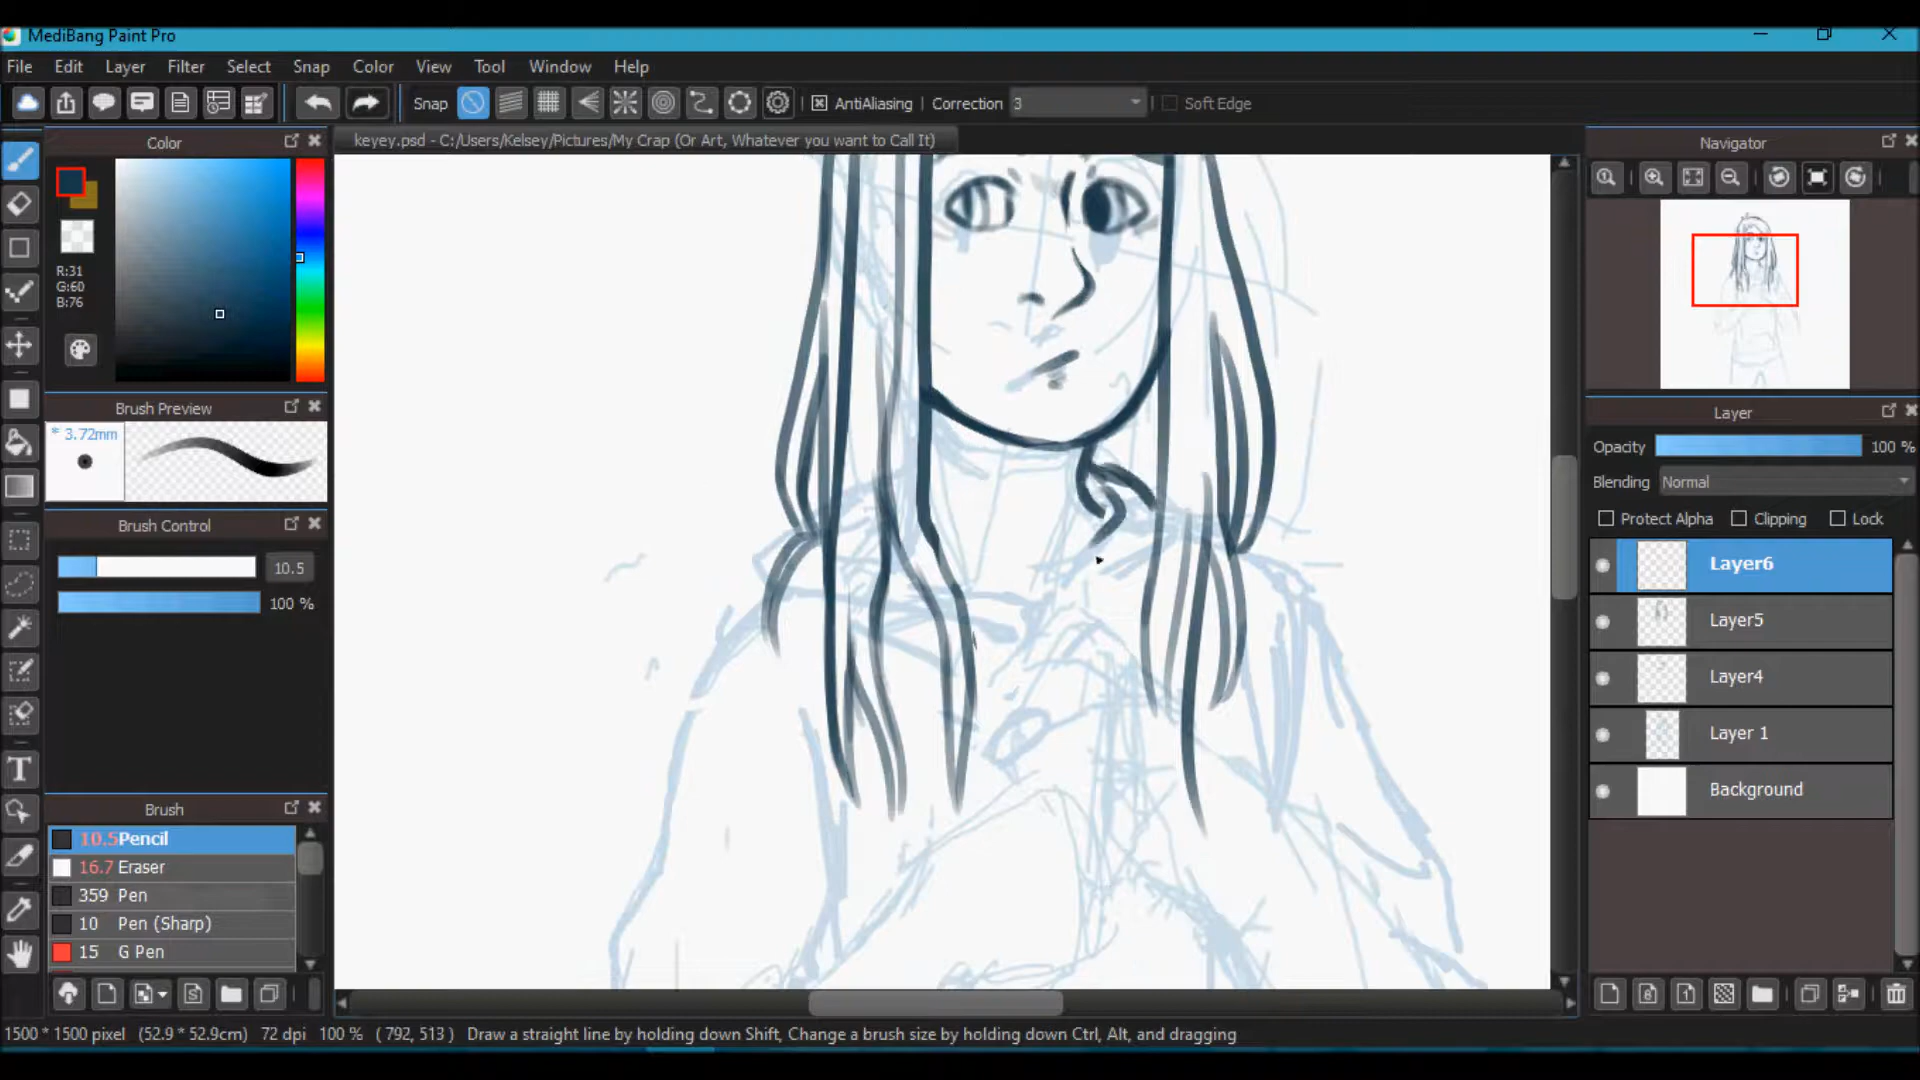 MediBang Paint Pro
File Edit Layer Filter Select Snap Color View Tool Window Help
Snap AntiAliasing Correction 3 Soft Edge
Color
keyey.psd - C:/Users/Kelsey/Pictures/My Crap (Or Art, Whatever you want to Call It)
Navigator
R:31
G:60
B:76
Brush Preview
* 3.72mm
Brush Control
10.5
100 %
Brush
10.5 Pencil
16.7 Eraser
359 Pen
10 Pen (Sharp)
15 G Pen
Layer
Opacity 100 %
Blending Normal
Protect Alpha Clipping Lock
Layer6
Layer5
Layer4
Layer 1
Background
1500 * 1500 pixel (52.9 * 52.9cm) 72 dpi 100 % ( 792, 513 ) Draw a straight line by holding down Shift, Change a brush size by holding down Ctrl, Alt, and dragging